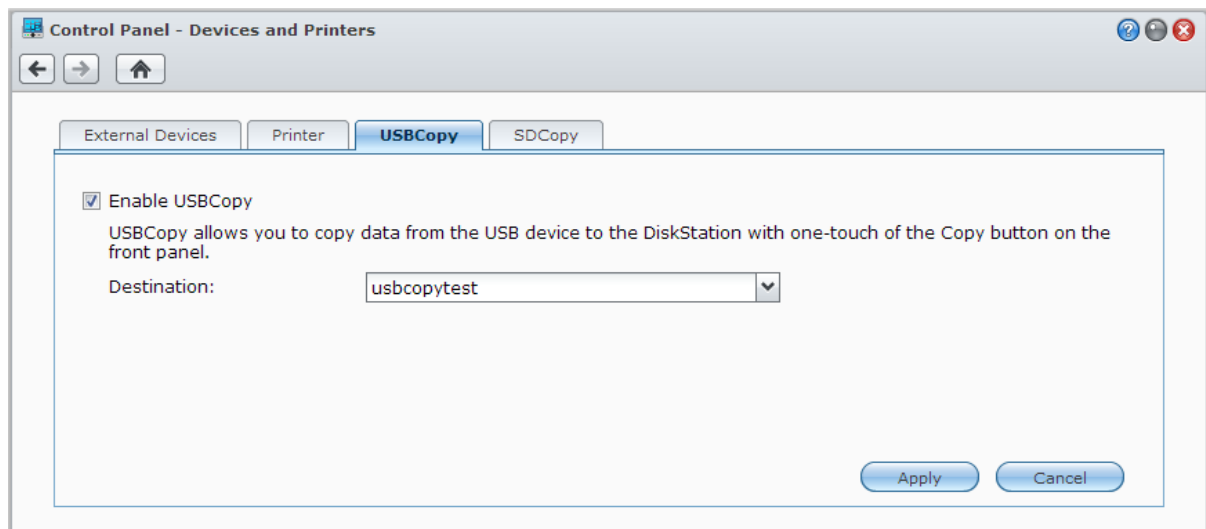 Control Panel - Devices and Printers
External Devices Printer USBCopy SDCopy
Enable USBCopy
USBCopy allows you to copy data from the USB device to the DiskStation with one-touch of the Copy button on the
front panel.
Destination: usbcopytest
Apply Cancel